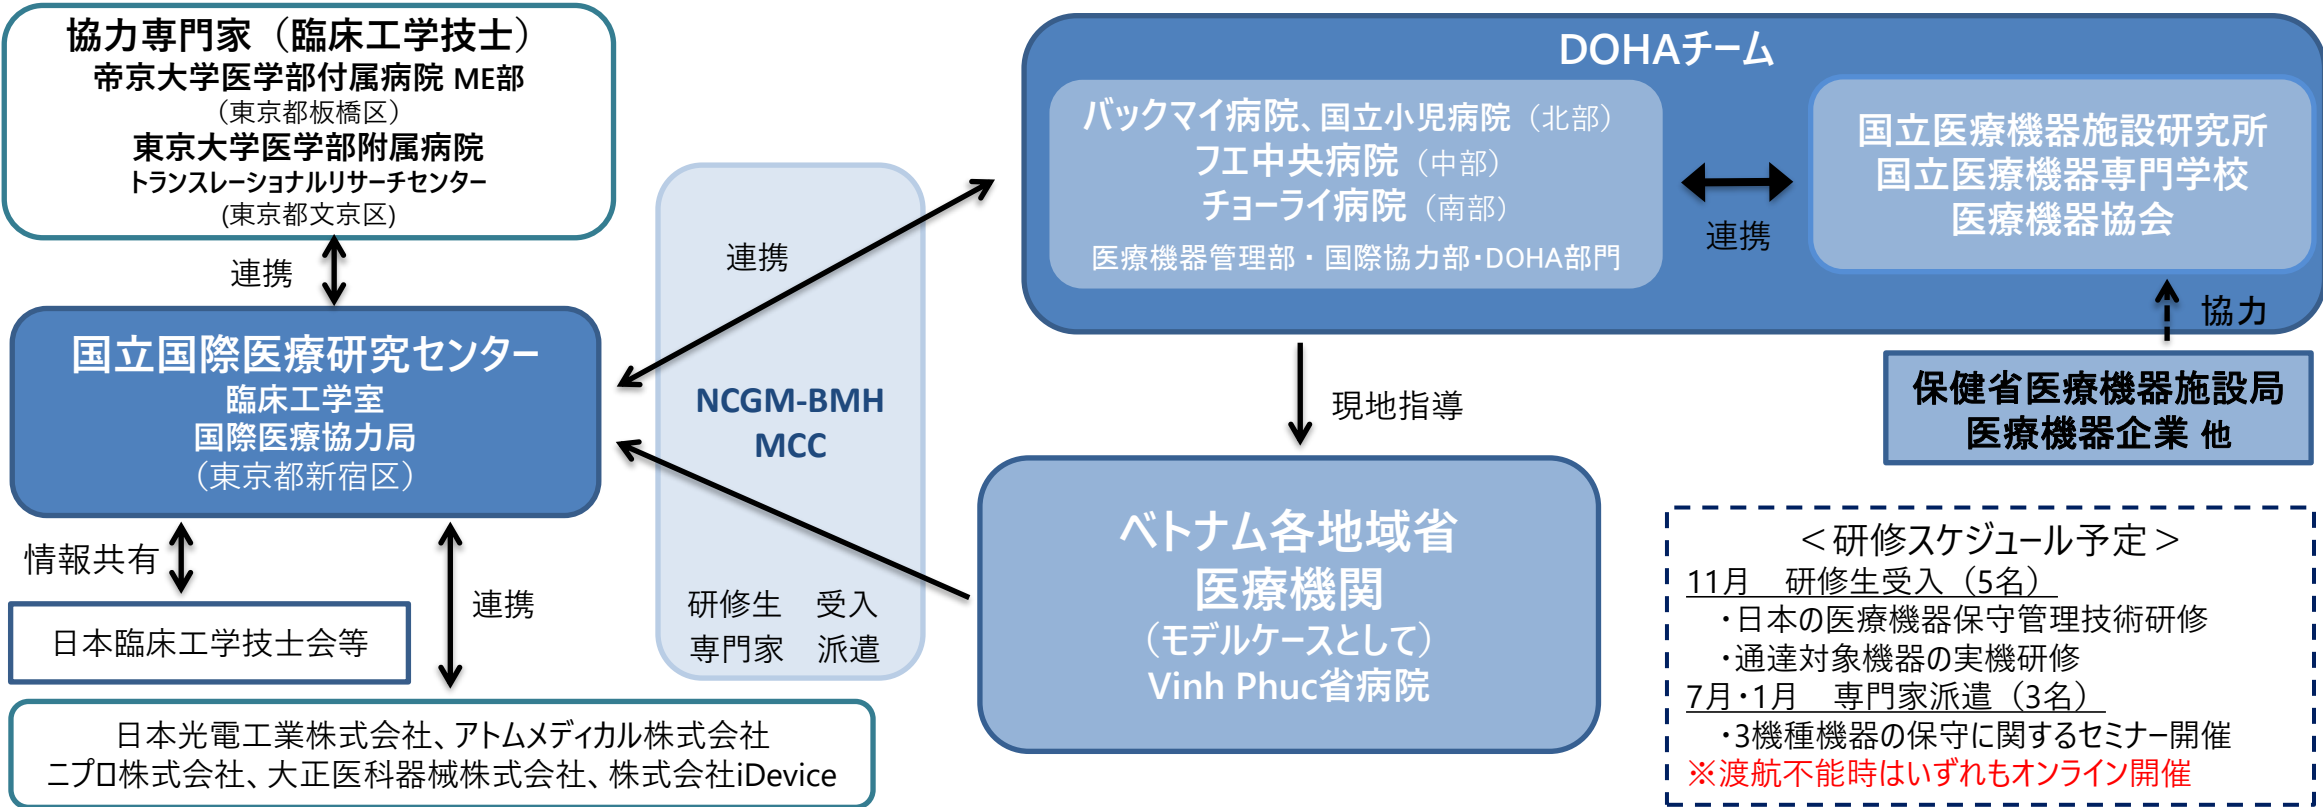 協力専門家（臨床工学技士）
帝京大学医学部付属病院 ME部
（東京都板橋区）
東京大学医学部附属病院
トランスレーショナルリサーチセンター
(東京都文京区)
連携
国立国際医療研究センター
臨床工学室
国際医療協力局
（東京都新宿区）
情報共有
連携
日本臨床工学技士会等
日本光電工業株式会社、アトムメディカル株式会社
ニプロ株式会社、大正医科器械株式会社、株式会社iDevice
連携
NCGM-BMH
MCC
研修生　受入
専門家　派遣
DOHAチーム
バックマイ病院、国立小児病院（北部）
フエ中央病院（中部）
チョーライ病院（南部）
医療機器管理部・国際協力部・DOHA部門
連携
国立医療機器施設研究所
国立医療機器専門学校
医療機器協会
協力
保健省医療機器施設局
医療機器企業 他
現地指導
ベトナム各地域省
医療機関
（モデルケースとして）
Vinh Phuc省病院
＜研修スケジュール予定＞
11月　研修生受入（5名）
・日本の医療機器保守管理技術研修
・通達対象機器の実機研修
7月・1月　専門家派遣（3名）
・3機種機器の保守に関するセミナー開催
※渡航不能時はいずれもオンライン開催